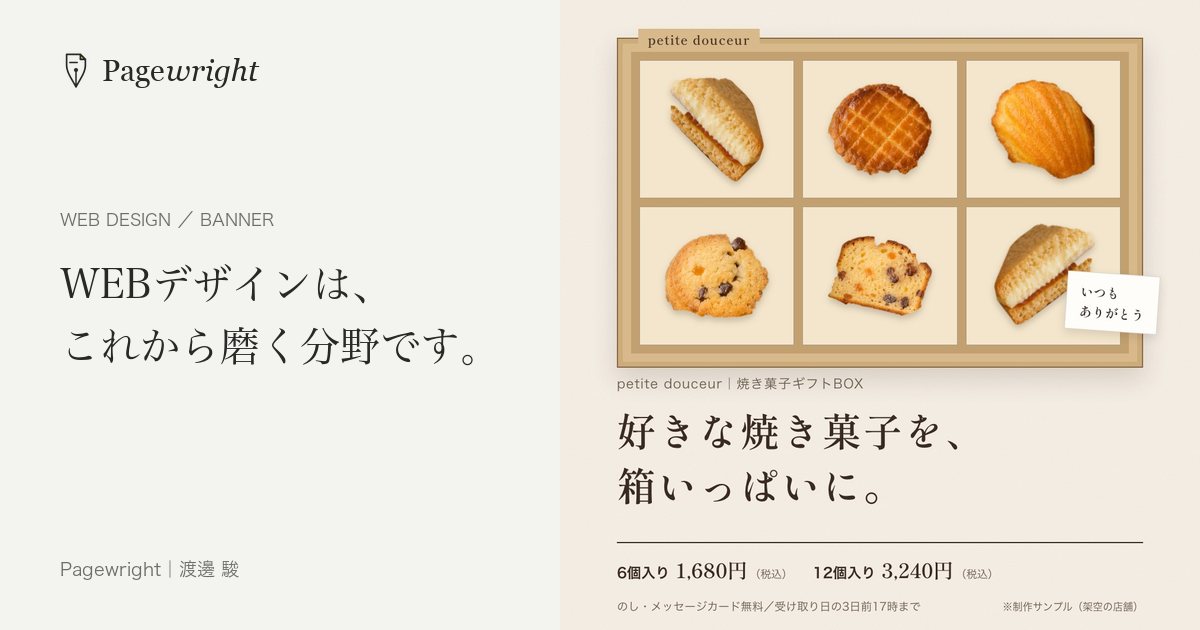 Pagewright
WEB DESIGN ／ BANNER
WEBデザインは、
これから磨く分野です。
Pagewright｜渡邊 駿
petite douceur
いつも
ありがとう
petite douceur｜焼き菓子ギフトBOX
好きな焼き菓子を、
箱いっぱいに。
6個入り 1,680円（税込） 12個入り 3,240円（税込）
のし・メッセージカード無料／受け取り日の3日前17時まで
※制作サンプル（架空の店舗）